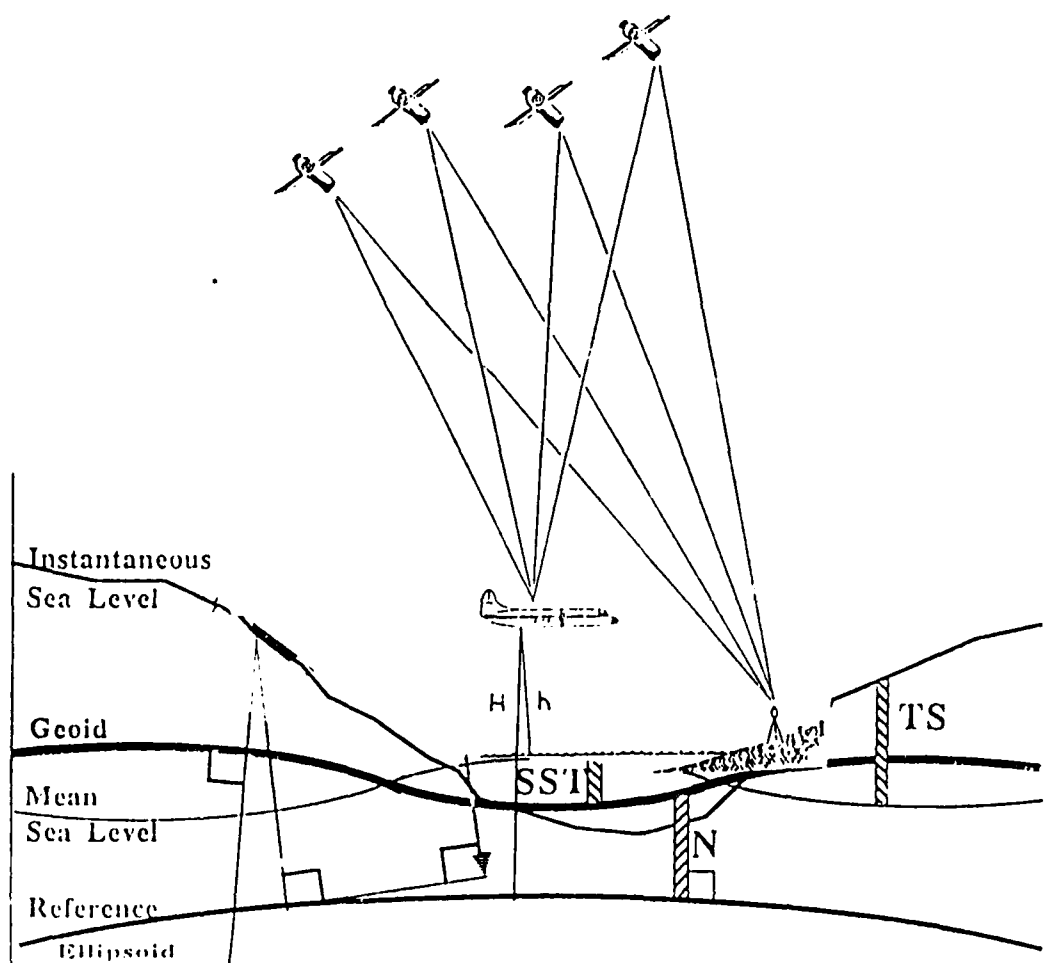 Instantaneous
Sea Level
H h
TS
Geoid
SST
Mean
Sea Level
N
Reference
Ellipsoid